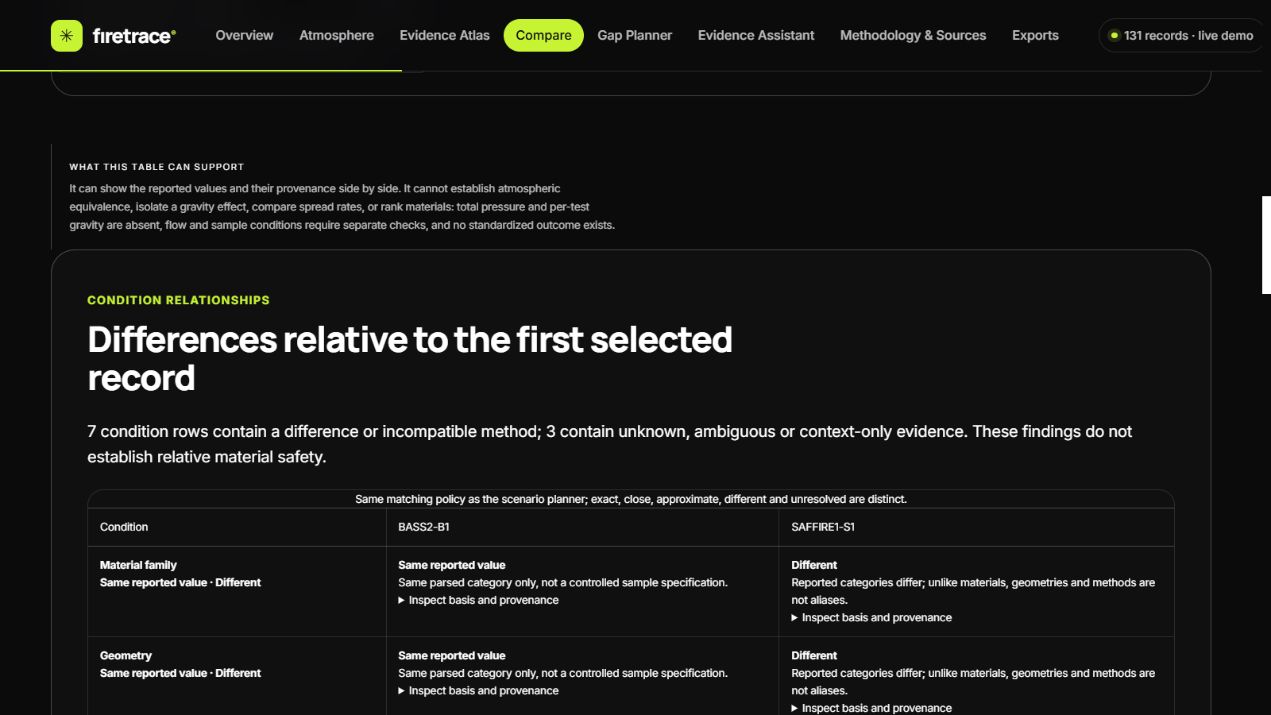 firetrace®
Overview
Atmosphere
Evidence Atlas
Compare
Gap Planner
Evidence Assistant
Methodology & Sources
Exports
131 records · live demo
WHAT THIS TABLE CAN SUPPORT
It can show the reported values and their provenance side by side. It cannot establish atmospheric
equivalence, isolate a gravity effect, compare spread rates, or rank materials: total pressure and per-test
gravity are absent, flow and sample conditions require separate checks, and no standardized outcome exists.
CONDITION RELATIONSHIPS
Differences relative to the first selected
record
7 condition rows contain a difference or incompatible method; 3 contain unknown, ambiguous or context-only evidence. These findings do not
establish relative material safety.
Same matching policy as the scenario planner; exact, close, approximate, different and unresolved are distinct.
Condition
BASS2-B1
SAFFIRE1-S1
Material family
Same reported value · Different
Same reported value
Same parsed category only, not a controlled sample specification.
▶ Inspect basis and provenance
Different
Reported categories differ; unlike materials, geometries and methods are
not aliases.
▶ Inspect basis and provenance
Geometry
Same reported value · Different
Same reported value
Same parsed category only, not a controlled sample specification.
▶ Inspect basis and provenance
Different
Reported categories differ; unlike materials, geometries and methods are
not aliases.
▶ Inspect basis and provenance